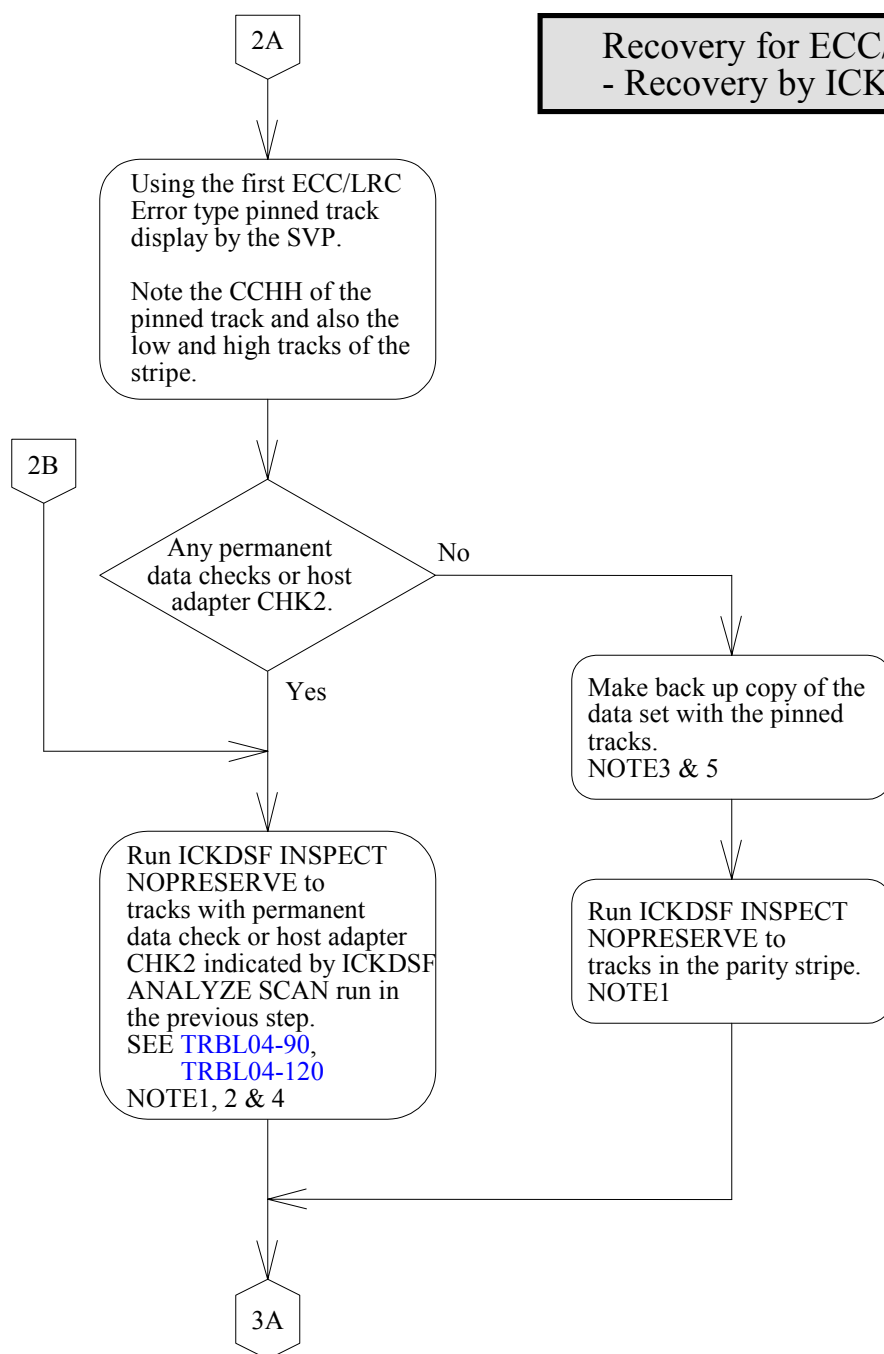 2A
Recovery for ECC/
- Recovery by ICK
Using the first ECC/LRC
Error type pinned track
display by the SVP.
Note the CCHH of the
pinned track and also the
low and high tracks of the
stripe.
2B
Any permanent
data checks or host
adapter CHK2.
No
Yes
Make back up copy of the
data set with the pinned
tracks.
NOTE3 & 5
Run ICKDSF INSPECT
NOPRESERVE to
tracks with permanent
data check or host adapter
CHK2 indicated by ICKDSF
ANALYZE SCAN run in
the previous step.
SEE TRBL04-90,
TRBL04-120
NOTE1, 2 & 4
Run ICKDSF INSPECT
NOPRESERVE to
tracks in the parity stripe.
NOTE1
3A